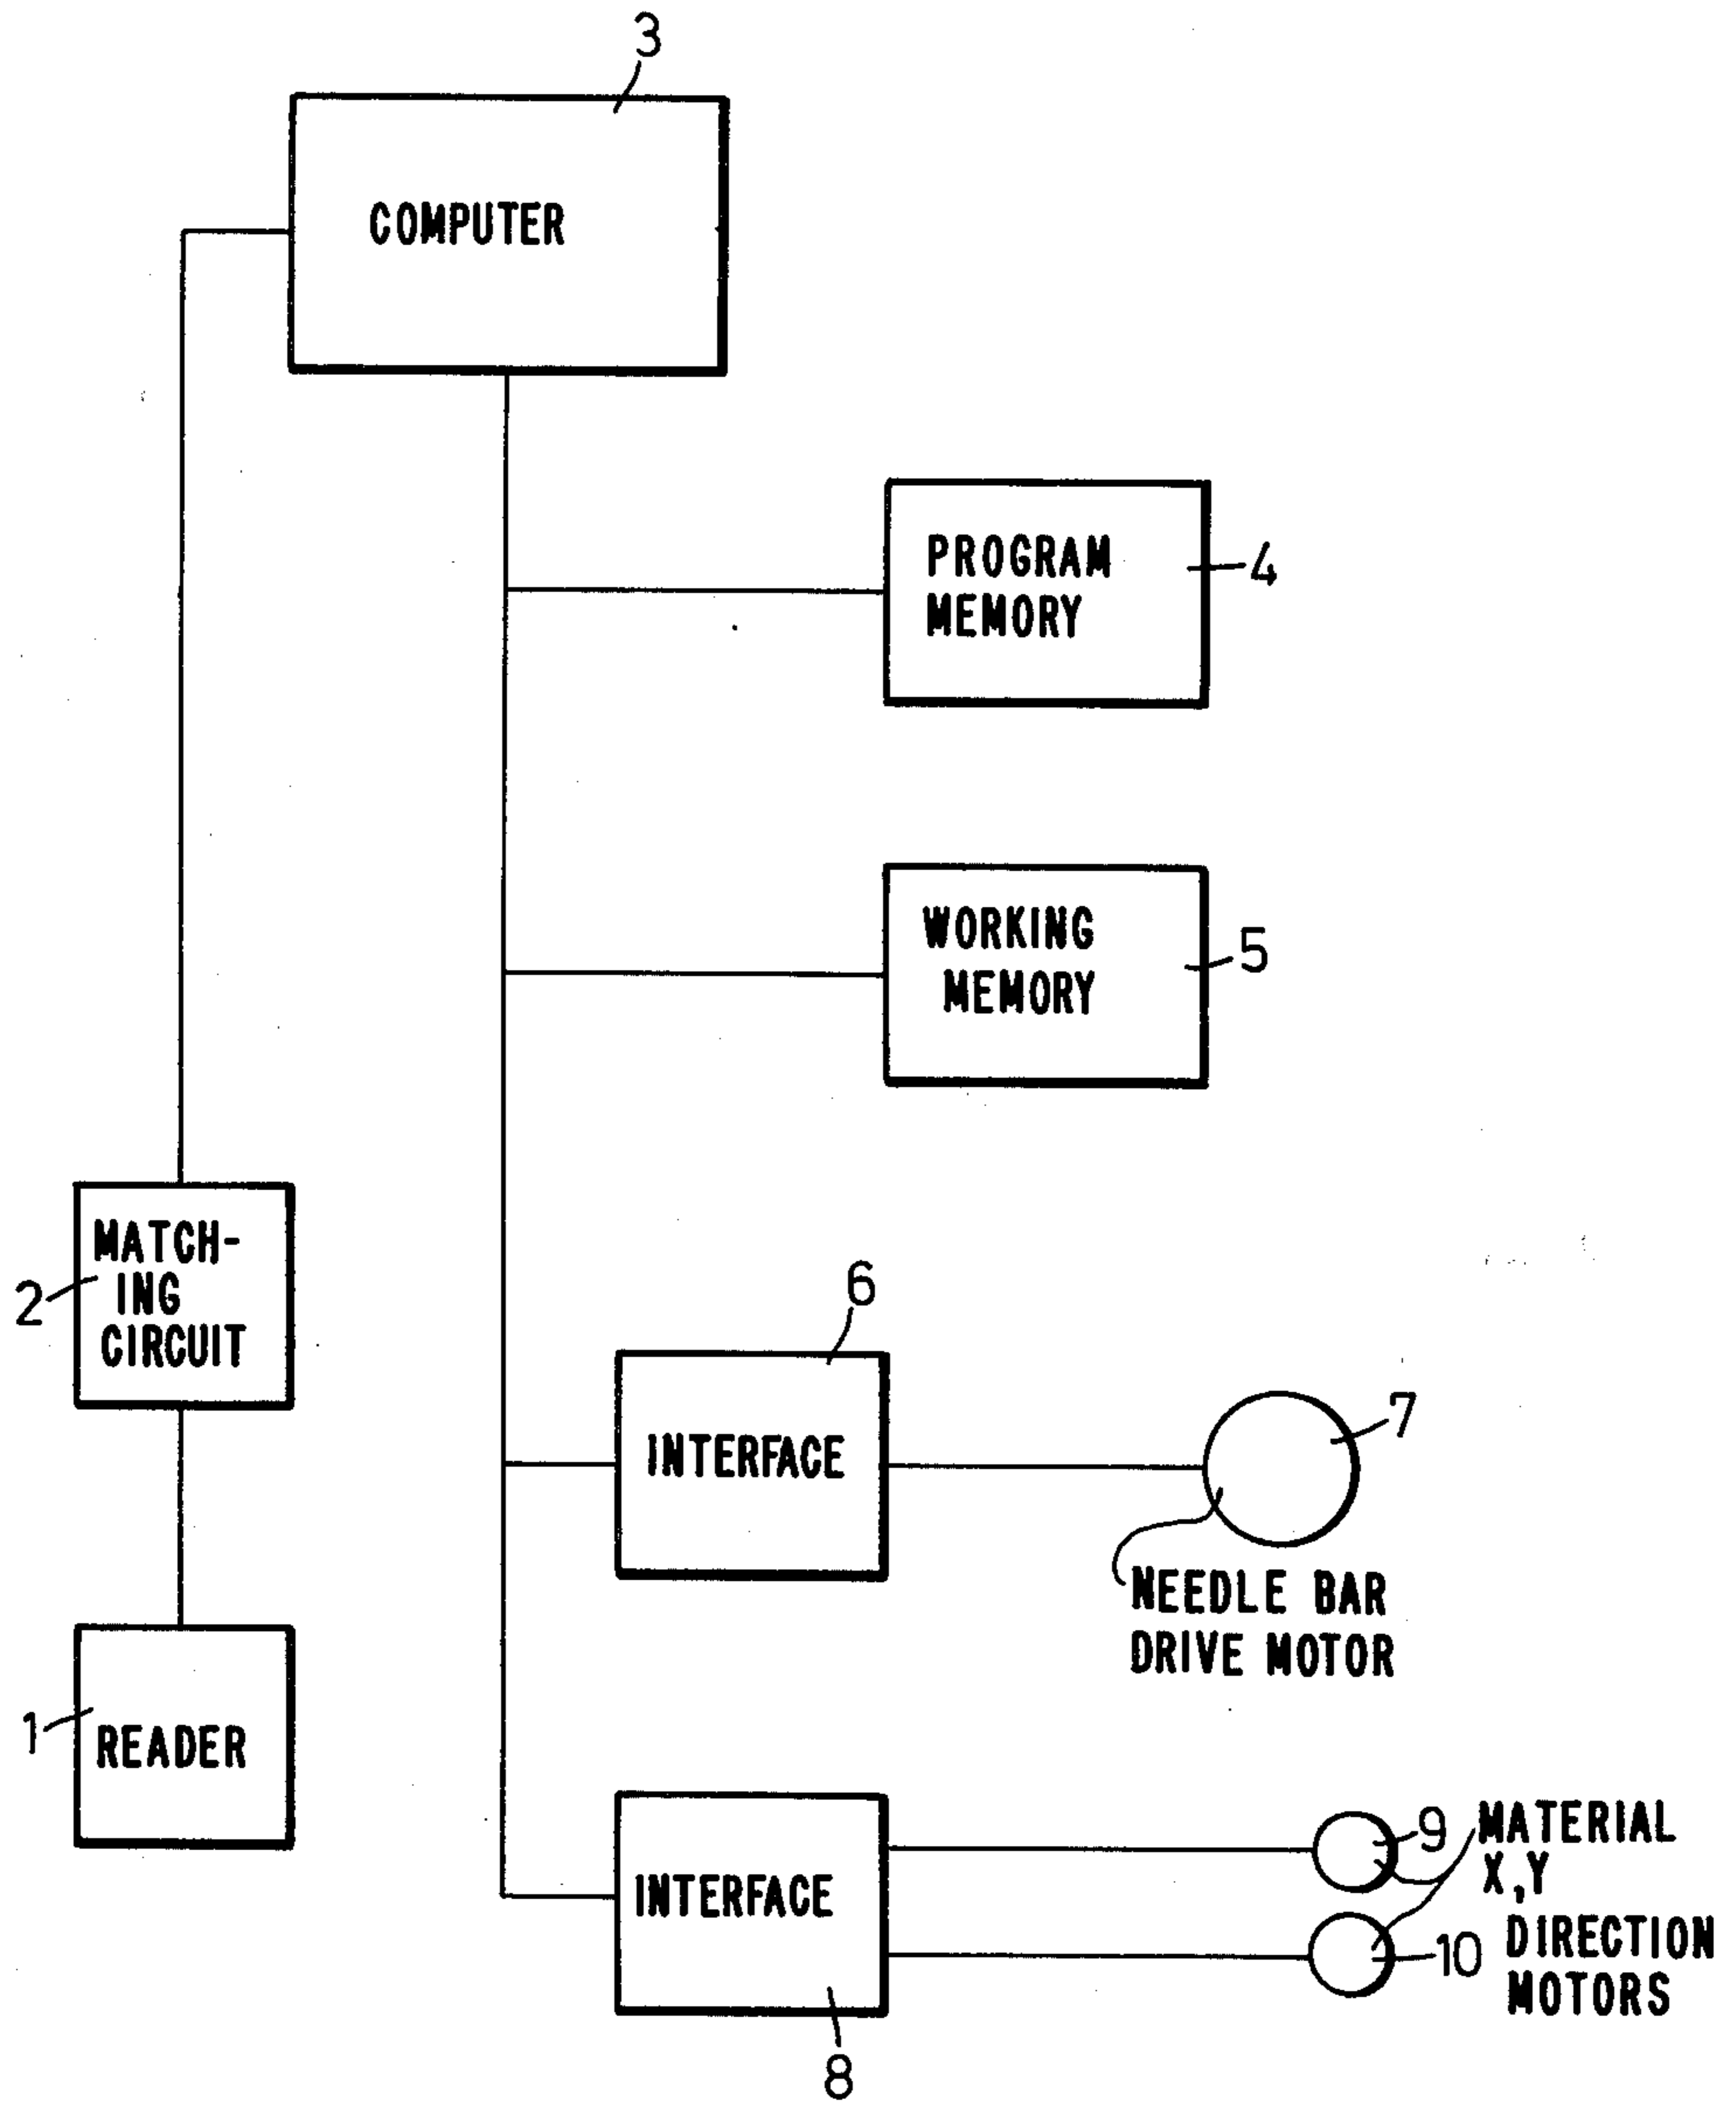 3
COMPUTER
PROGRAM
MEMORY
4
WORKING
MEMORY
5
MATCH-
ING
CIRCUIT
2
6
INTERFACE
7
NEEDLE BAR
DRIVE MOTOR
1
READER
INTERFACE
9
MATERIAL
X,Y
10
DIRECTION
MOTORS
8